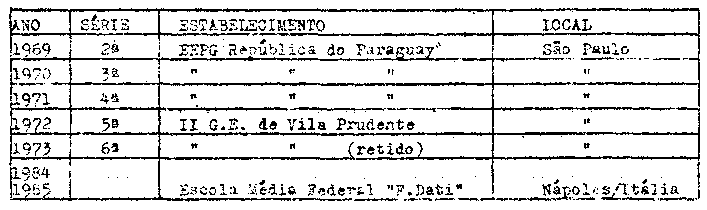 ANO SÉRIE ESTABELECIMENTO LOCAL
1969 2ª EEPG República do Paraguay" São Paulo
1970 3ª " " " "
1971 4ª " " " "
1972 5ª II G.E. de Vila Prudente "
1973 6ª " " (retido) "
1984 ...
1985 Escola Média Federal "F.Dati" Nápoles/Itália